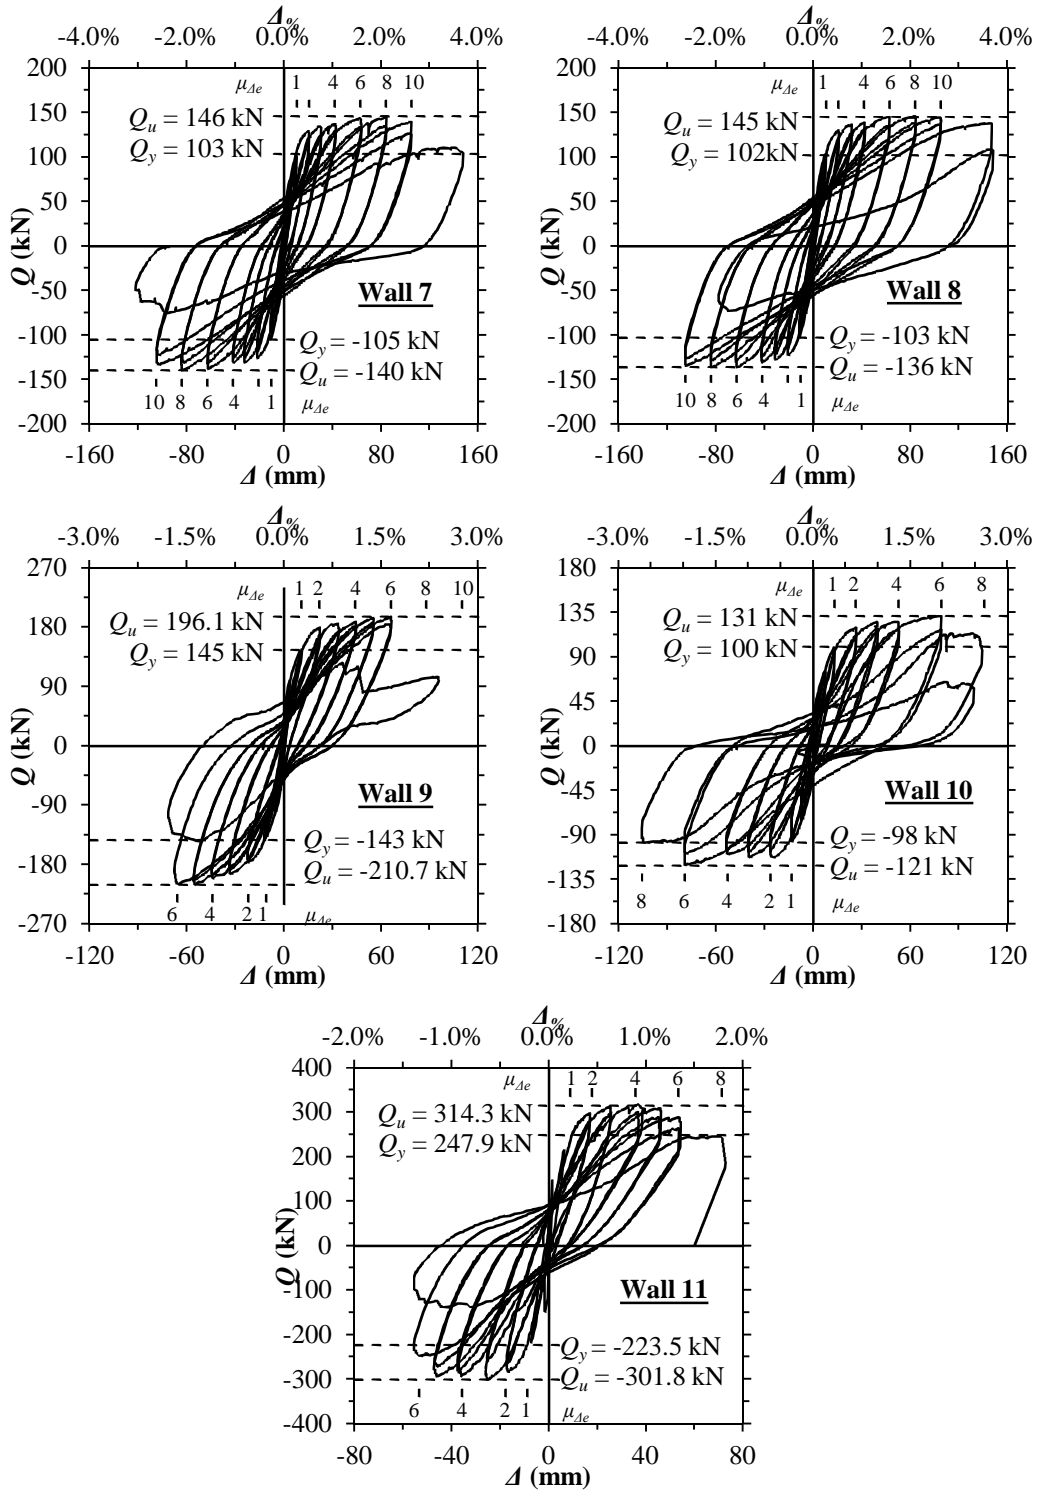 Δ%
-4.0% -2.0% 0.0% 2.0% 4.0%
200
150
100
50
0
-50
-100
-150
-200
Q (kN)
μΔe 1 4 6 8 10
Qu = 146 kN
Qy = 103 kN
Wall 7
Qy = -105 kN
Qu = -140 kN
10 8 6 4 1 μΔe
-160 -80 0 80 160
Δ (mm)
Δ%
-4.0% -2.0% 0.0% 2.0% 4.0%
200
150
100
50
0
-50
-100
-150
-200
Q (kN)
μΔe 1 4 6 8 10
Qu = 145 kN
Qy = 102kN
Wall 8
Qy = -103 kN
Qu = -136 kN
10 8 6 4 1 μΔe
-160 -80 0 80 160
Δ (mm)
Δ%
-3.0% -1.5% 0.0% 1.5% 3.0%
270
180
90
0
-90
-180
-270
Q (kN)
μΔe 1 2 4 6 8 10
Qu = 196.1 kN
Qy = 145 kN
Wall 9
Qy = -143 kN
Qu = -210.7 kN
6 4 2 1 μΔe
-120 -60 0 60 120
Δ (mm)
Δ%
-3.0% -1.5% 0.0% 1.5% 3.0%
180
135
90
45
0
-45
-90
-135
-180
Q (kN)
μΔe 1 2 4 6 8
Qu = 131 kN
Qy = 100 kN
Wall 10
Qy = -98 kN
Qu = -121 kN
8 6 4 2 1 μΔe
-120 -60 0 60 120
Δ (mm)
Δ%
-2.0% -1.0% 0.0% 1.0% 2.0%
400
300
200
100
0
-100
-200
-300
-400
Q (kN)
μΔe 1 2 4 6 8
Qu = 314.3 kN
Qy = 247.9 kN
Wall 11
Qy = -223.5 kN
Qu = -301.8 kN
6 4 2 1 μΔe
-80 -40 0 40 80
Δ (mm)